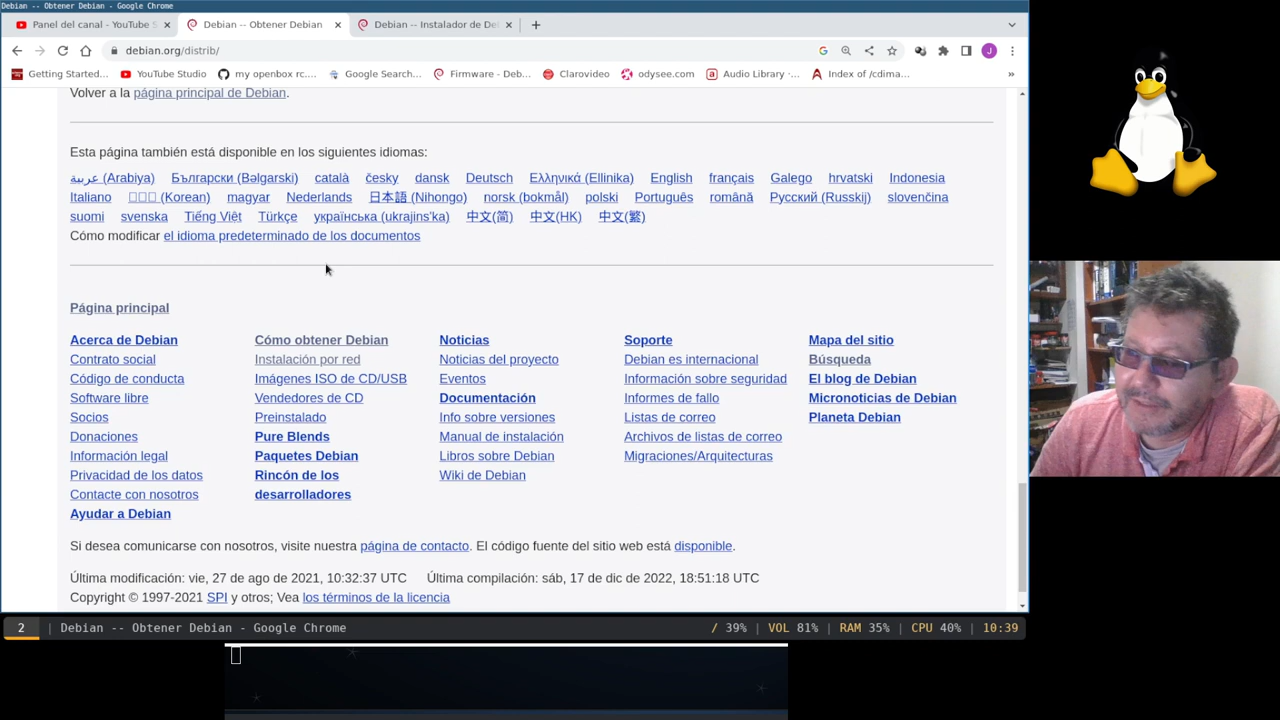 Debian -- Obtener Debian - Google Chrome
Panel del canal - YouTube S
Debian -- Obtener Debian
Debian -- Instalador de De
debian.org/distrib/
J
Getting Started…
YouTube Studio
my openbox rc.…
Google Search…
Firmware - Deb…
Clarovideo
odysee.com
Audio Library -…
Index of /cdima…
»
Volver a la página principal de Debian.
Esta página también está disponible en los siguientes idiomas:
عربية (Arabiya) Български (Bəlgarski) català česky dansk Deutsch Ελληνικά (Ellinika) English français Galego hrvatski Indonesia
Italiano (Korean) magyar Nederlands 日本語 (Nihongo) norsk (bokmål) polski Português română Русский (Russkij) slovenčina
suomi svenska Tiếng Việt Türkçe українська (ukrajins'ka) 中文(简) 中文(HK) 中文(繁)
Cómo modificar el idioma predeterminado de los documentos
Página principal
Acerca de Debian
Contrato social
Código de conducta
Software libre
Socios
Donaciones
Información legal
Privacidad de los datos
Contacte con nosotros
Ayudar a Debian
Cómo obtener Debian
Instalación por red
Imágenes ISO de CD/USB
Vendedores de CD
Preinstalado
Pure Blends
Paquetes Debian
Rincón de los
desarrolladores
Noticias
Noticias del proyecto
Eventos
Documentación
Info sobre versiones
Manual de instalación
Libros sobre Debian
Wiki de Debian
Soporte
Debian es internacional
Información sobre seguridad
Informes de fallo
Listas de correo
Archivos de listas de correo
Migraciones/Arquitecturas
Mapa del sitio
Búsqueda
El blog de Debian
Micronoticias de Debian
Planeta Debian
Si desea comunicarse con nosotros, visite nuestra página de contacto. El código fuente del sitio web está disponible.
Última modificación: vie, 27 de ago de 2021, 10:32:37 UTC Última compilación: sáb, 17 de dic de 2022, 18:51:18 UTC
Copyright © 1997-2021 SPI y otros; Vea los términos de la licencia
2 | Debian -- Obtener Debian - Google Chrome / 39% | VOL 81% | RAM 35% | CPU 40% | 10:39